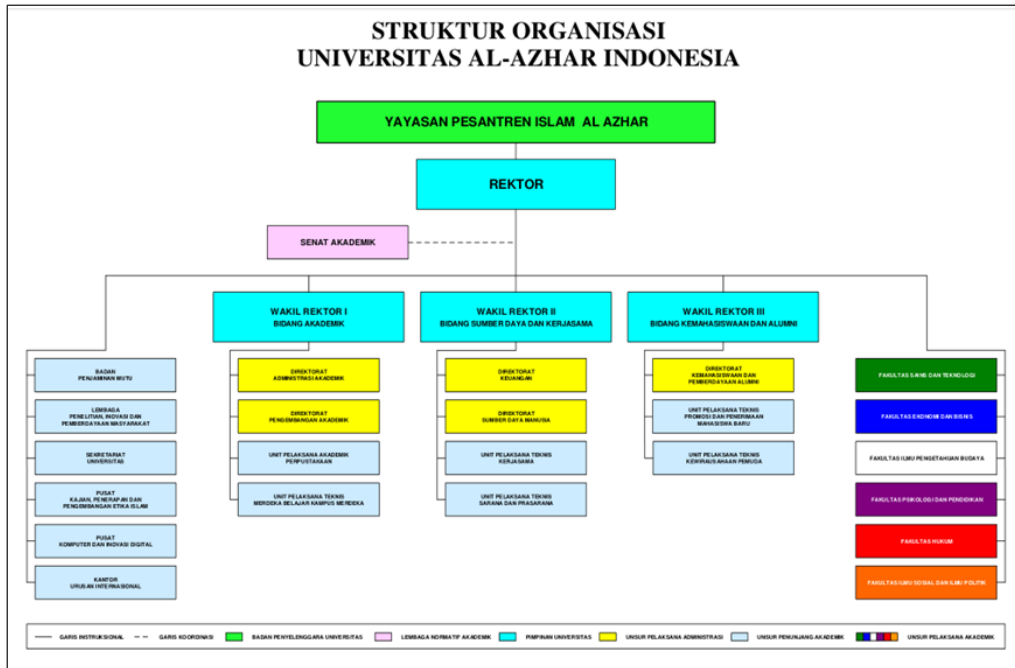 STRUKTUR ORGANISASI
UNIVERSITAS AL-AZHAR INDONESIA
YAYASAN PESANTREN ISLAM AL AZHAR
REKTOR
SENAT AKADEMIK
WAKIL REKTOR I
BIDANG AKADEMIK
WAKIL REKTOR II
BIDANG SUMBER DAYA DAN KERJASAMA
WAKIL REKTOR III
BIDANG KEMAHASISWAAN DAN ALUMNI
BADAN
PENJAMINAN MUTU
LEMBAGA
PENELITIAN, INOVASI DAN
PEMBERDAYAAN MASYARAKAT
SEKRETARIAT
UNIVERSITAS
PUSAT
KAJIAN, PENERAPAN DAN
PENGEMBANGAN ETIKA ISLAM
PUSAT
KOMPUTER DAN INOVASI DIGITAL
KANTOR
URUSAN INTERNASIONAL
DIREKTORAT
ADMINISTRASI AKADEMIK
DIREKTORAT
PENGEMBANGAN AKADEMIK
UNIT PELAKSANA AKADEMIK
PERPUSTAKAAN
UNIT PELAKSANA TEKNIS
MERDEKA BELAJAR KAMPUS MERDEKA
DIREKTORAT
KEUANGAN
DIREKTORAT
SUMBER DAYA MANUSIA
UNIT PELAKSANA TEKNIS
KERJASAMA
UNIT PELAKSANA TEKNIS
SARANA DAN PRASARANA
DIREKTORAT
KEMAHASISWAAN DAN
PEMBERDAYAAN ALUMNI
UNIT PELAKSANA TEKNIS
PROMOSI DAN PENERIMAAN
MAHASISWA BARU
UNIT PELAKSANA TEKNIS
KEWIRAUSAHAAN PEMUDA
FAKULTAS SAINS DAN TEKNOLOGI
FAKULTAS EKONOMI DAN BISNIS
FAKULTAS ILMU PENGETAHUAN BUDAYA
FAKULTAS PSIKOLOGI DAN PENDIDIKAN
FAKULTAS HUKUM
FAKULTAS ILMU SOSIAL DAN ILMU POLITIK
GARIS INSTRUKSIONAL GARIS KOORDINASI BADAN PENYELENGGARA UNIVERSITAS LEMBAGA NORMATIF AKADEMIK PIMPINAN UNIVERSITAS UNSUR PELAKSANA ADMINISTRASI UNSUR PENUNJANG AKADEMIK UNSUR PELAKSANA AKADEMIK